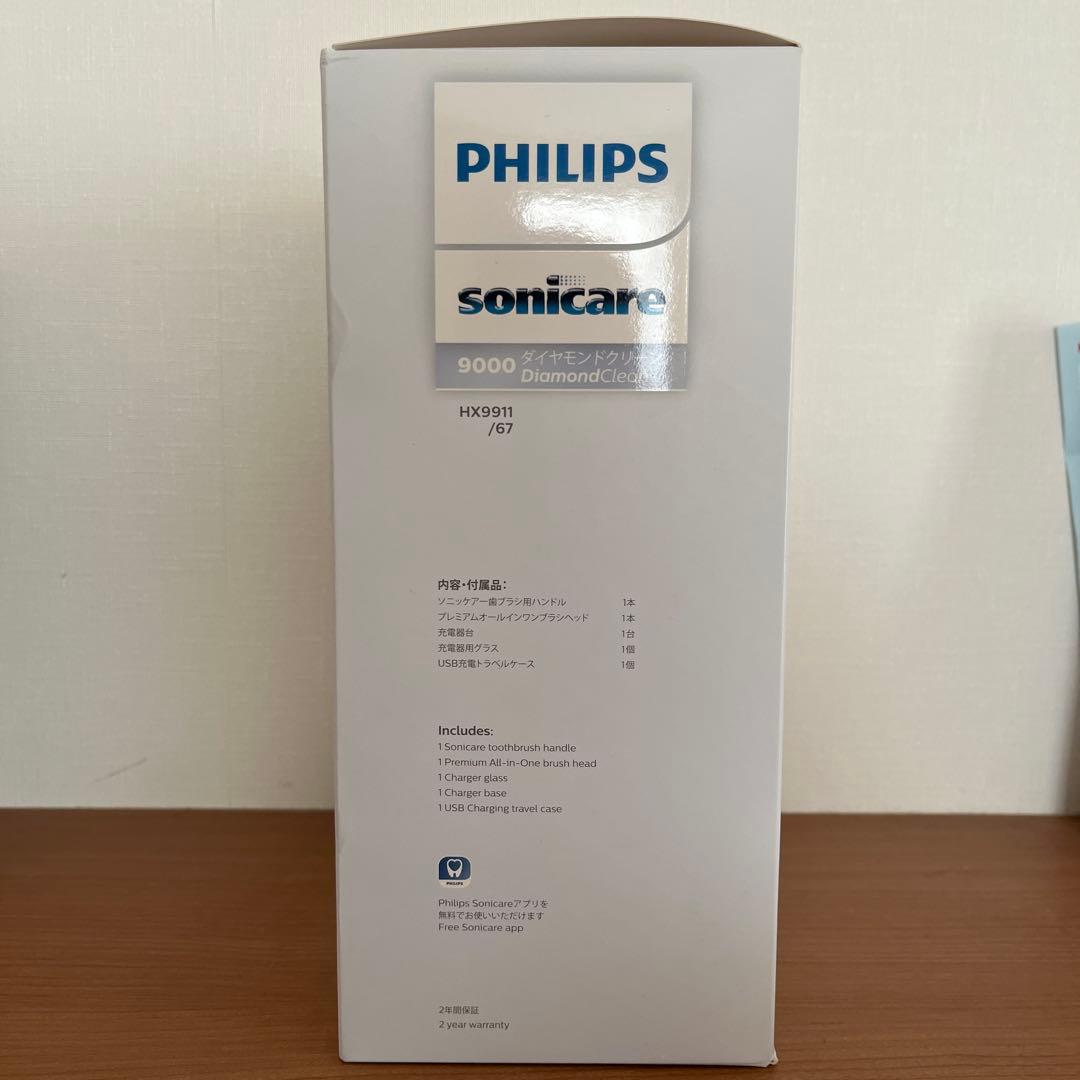 PHILIPS
sonicare
9000 ダイヤモンドクリーン
DiamondClean
HX9911
/67
内容・付属品：
ソニッケアー歯ブラシ用ハンドル 1本
プレミアムオールインワンブラシヘッド 1本
充電器台 1台
充電器用グラス 1個
USB充電トラベルケース 1個
Includes:
1 Sonicare toothbrush handle
1 Premium All-in-One brush head
1 Charger glass
1 Charger base
1 USB Charging travel case
PHILIPS
Philips Sonicareアプリを
無料でお使いいただけます
Free Sonicare app
2年間保証
2 year warranty